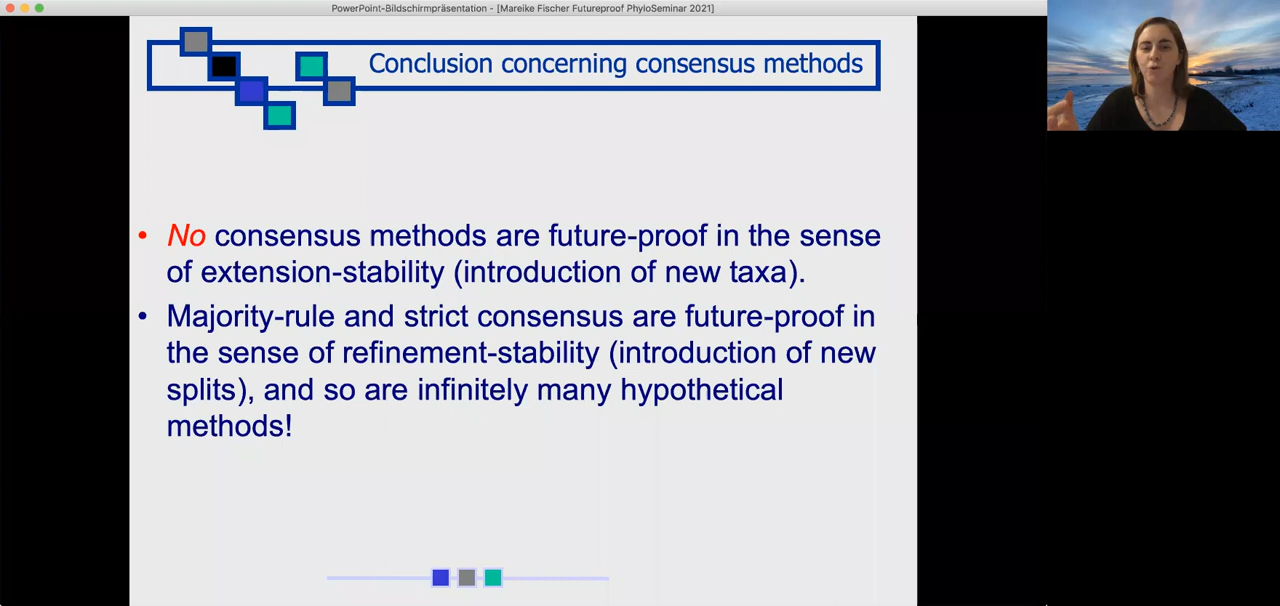 PowerPoint-Bildschirmpräsentation - [Mareike Fischer Futureproof PhyloSeminar 2021]
Conclusion concerning consensus methods
• No consensus methods are future-proof in the sense
of extension-stability (introduction of new taxa).
• Majority-rule and strict consensus are future-proof in
the sense of refinement-stability (introduction of new
splits), and so are infinitely many hypothetical
methods!